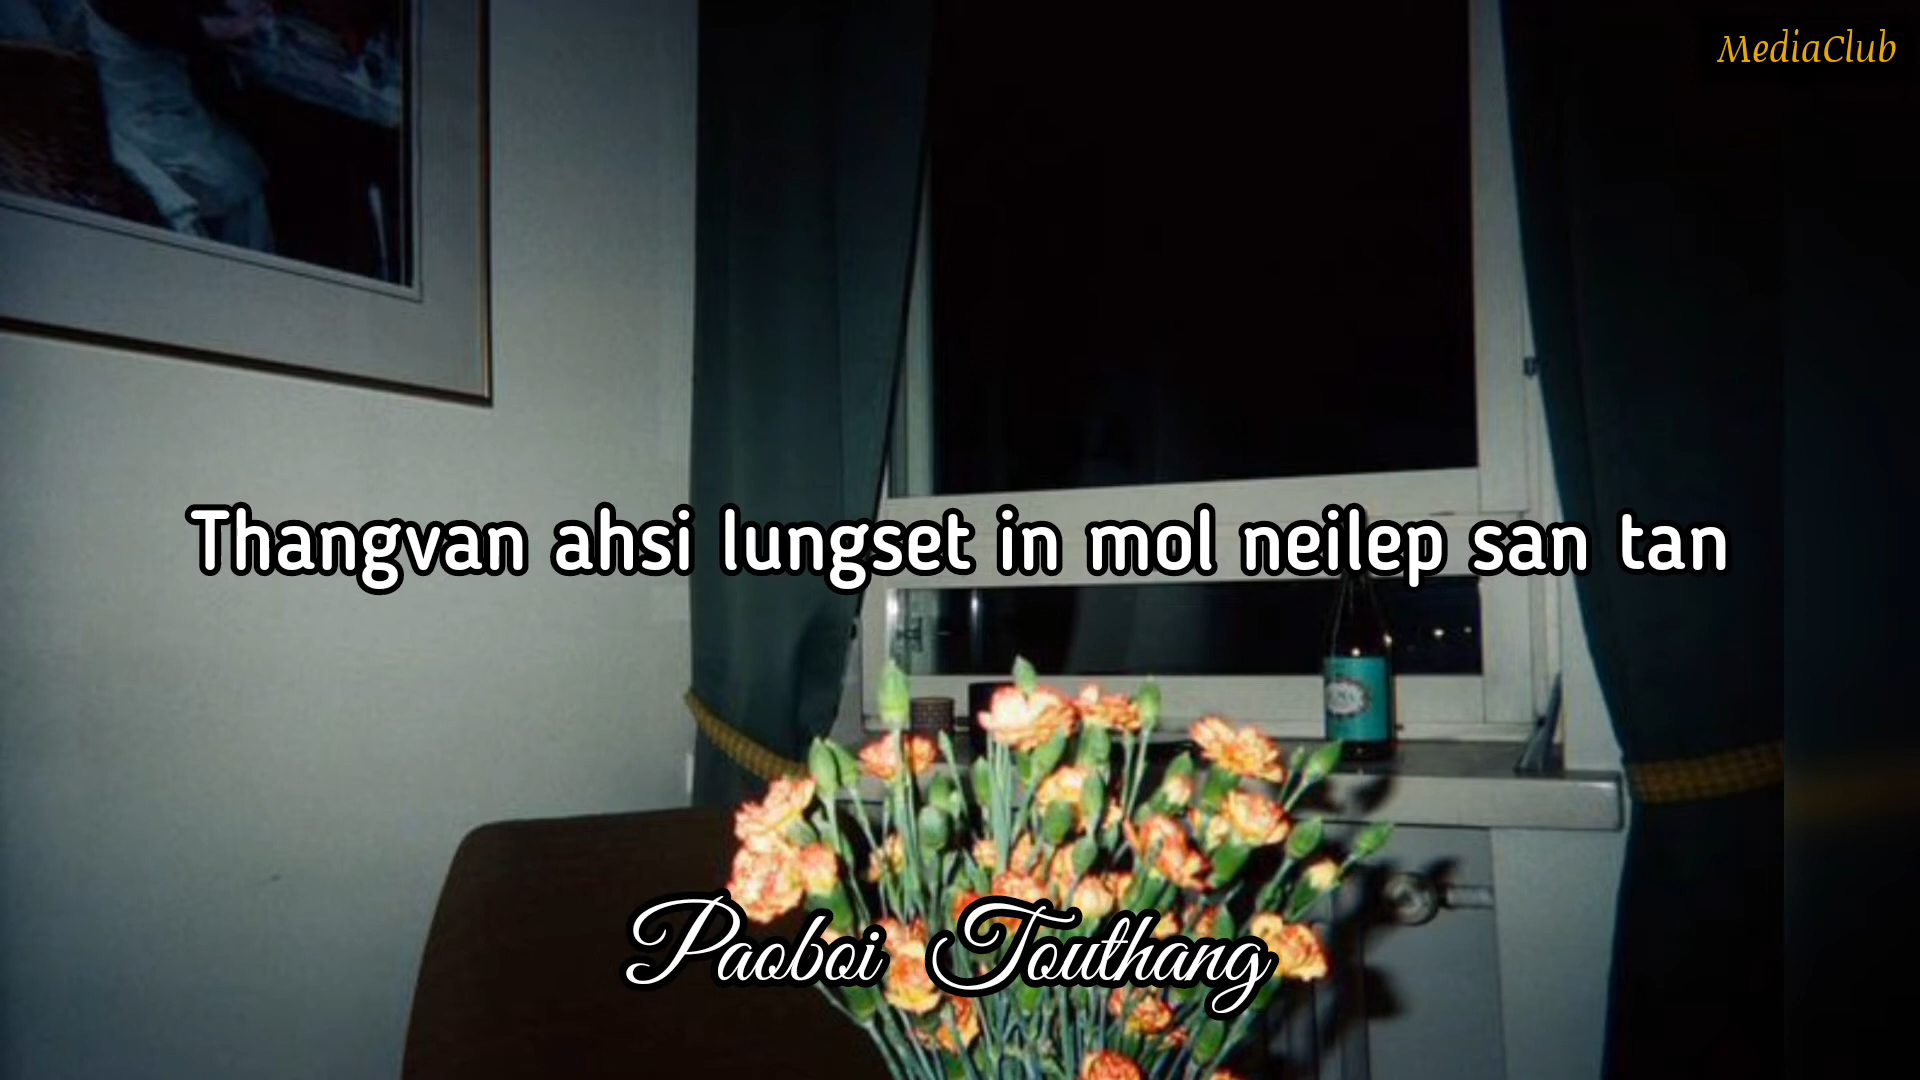 MediaClub
Thangvan ahsi lungset in mol neilep san tan
Paoboi Touthang